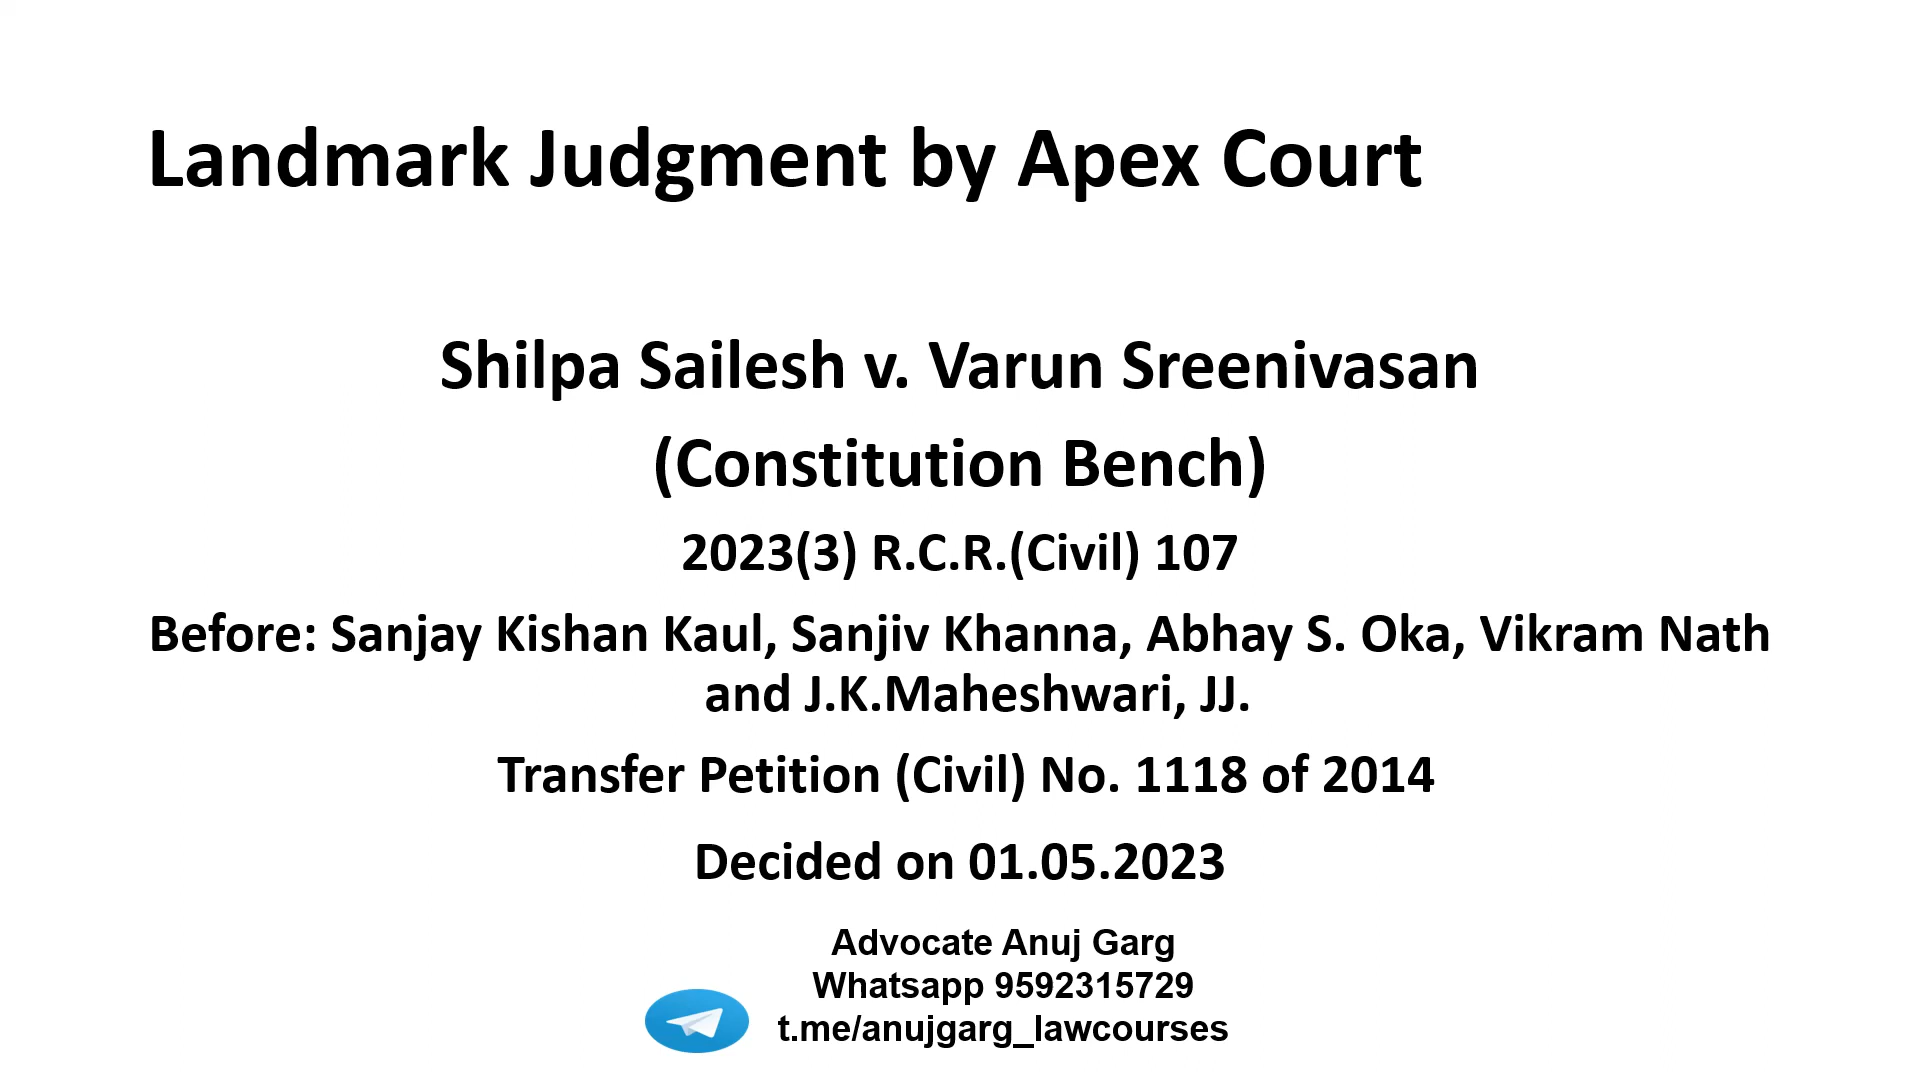 Landmark Judgment by Apex Court
Shilpa Sailesh v. Varun Sreenivasan
(Constitution Bench)
2023(3) R.C.R.(Civil) 107
Before: Sanjay Kishan Kaul, Sanjiv Khanna, Abhay S. Oka, Vikram Nath
and J.K.Maheshwari, JJ.
Transfer Petition (Civil) No. 1118 of 2014
Decided on 01.05.2023
Advocate Anuj Garg
Whatsapp 9592315729
t.me/anujgarg_lawcourses